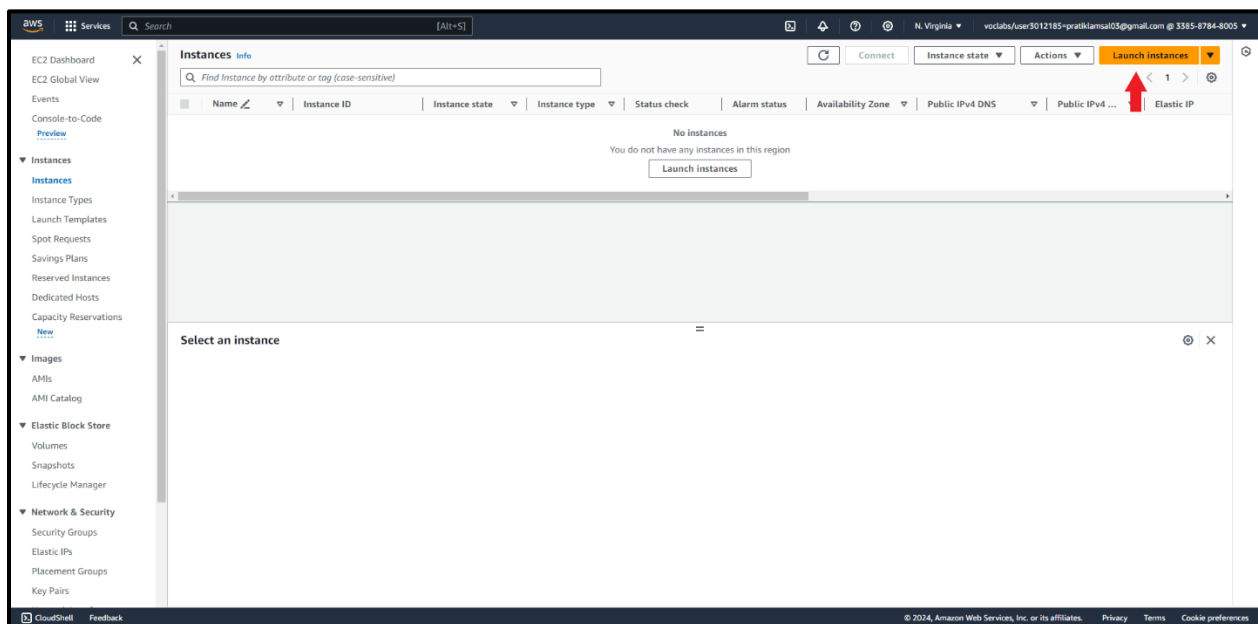 aws Services Search [Alt+S] N. Virginia voclabs/user3012185=pratiklamsal03@gmail.com @ 3385-8784-8005
EC2 Dashboard
EC2 Global View
Events
Console-to-Code
Preview
Instances
Instances
Instance Types
Launch Templates
Spot Requests
Savings Plans
Reserved Instances
Dedicated Hosts
Capacity Reservations
New
Images
AMIs
AMI Catalog
Elastic Block Store
Volumes
Snapshots
Lifecycle Manager
Network & Security
Security Groups
Elastic IPs
Placement Groups
Key Pairs
Instances Info Connect Instance state Actions Launch instances
Find Instance by attribute or tag (case-sensitive) 1
Name Instance ID Instance state Instance type Status check Alarm status Availability Zone Public IPv4 DNS Public IPv4 ... Elastic IP
No instances
You do not have any instances in this region
Launch instances
Select an instance
CloudShell Feedback © 2024, Amazon Web Services, Inc. or its affiliates. Privacy Terms Cookie preferences